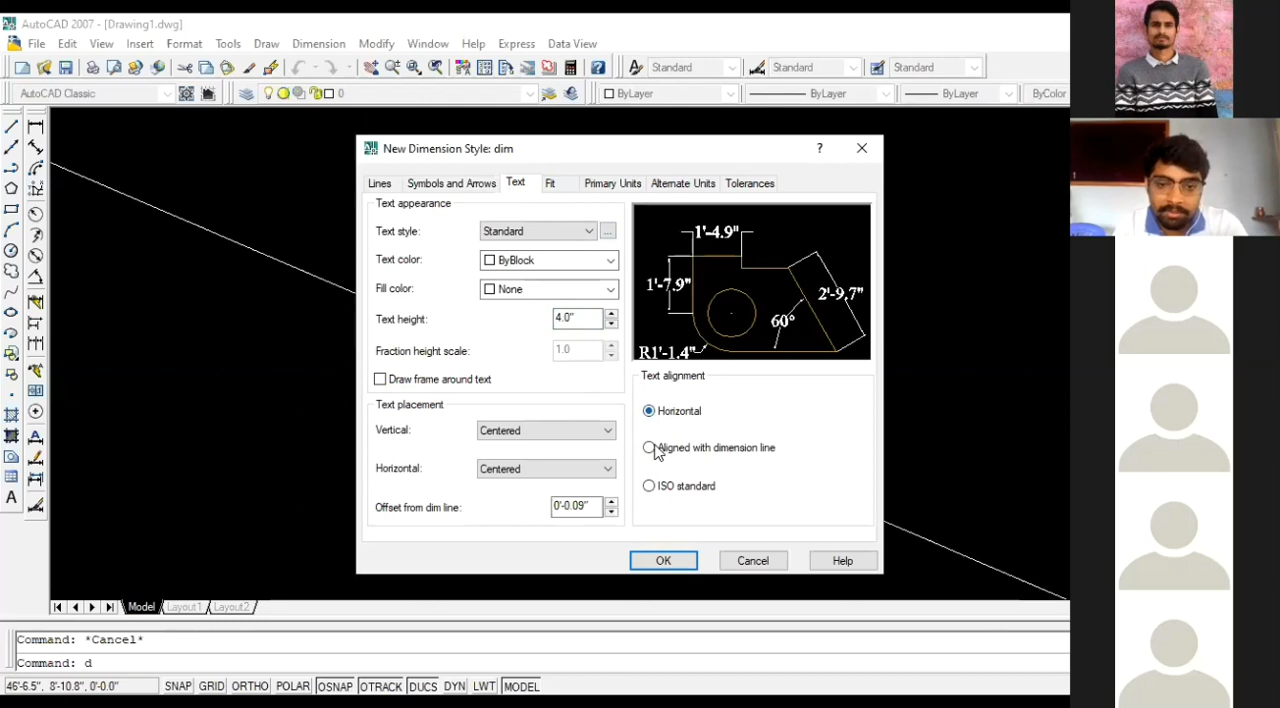 AutoCAD 2007 - [Drawing1.dwg]
File Edit View Insert Format Tools Draw Dimension Modify Window Help Express Data View
Standard Standard Standard
AutoCAD Classic 0 ByLayer ByLayer ByLayer ByColor
New Dimension Style: dim
Lines Symbols and Arrows Text Fit Primary Units Alternate Units Tolerances
Text appearance
Text style: Standard ...
Text color: ByBlock
Fill color: None
Text height: 4.0"
Fraction height scale: 1.0
Draw frame around text
Text placement
Vertical: Centered
Horizontal: Centered
Offset from dim line: 0'-0.09"
1'-4.9"
1'-7.9"
2'-9.7"
60°
R1'-1.4"
Text alignment
Horizontal
Aligned with dimension line
ISO standard
OK Cancel Help
Model Layout1 Layout2
Command: *Cancel*
Command: d
46'-6.5", 8'-10.8", 0'-0.0" SNAP GRID ORTHO POLAR OSNAP OTRACK DUCS DYN LWT MODEL